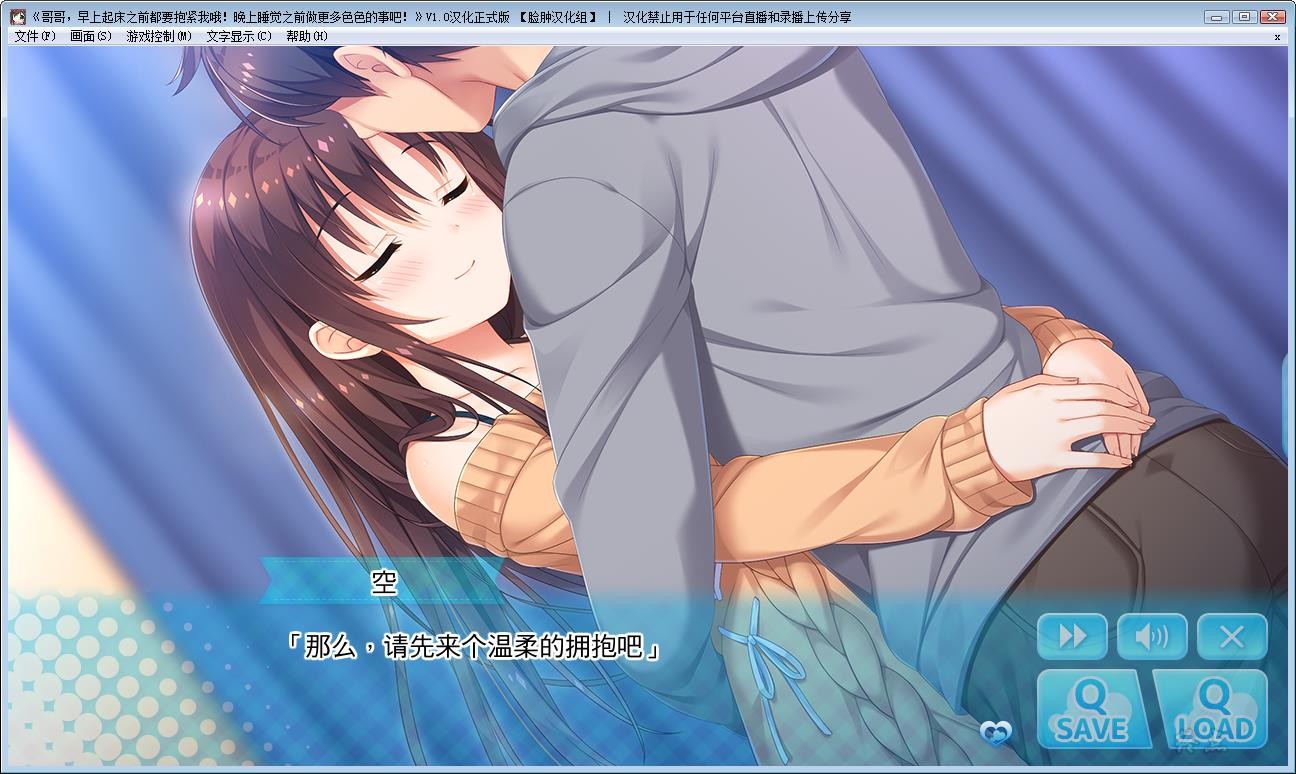 《哥哥，早上起床之前都要抱紧我哦！晚上睡觉之前做更多色色的事吧！》V1.0汉化正式版 【脸肿汉化组】 | 汉化禁止用于任何平台直播和录播上传分享
文件(F) 画面(S) 游戏控制(M) 文字显示(C) 帮助(H)
空
「那么，请先来个温柔的拥抱吧」
Q SAVE
Q LOAD